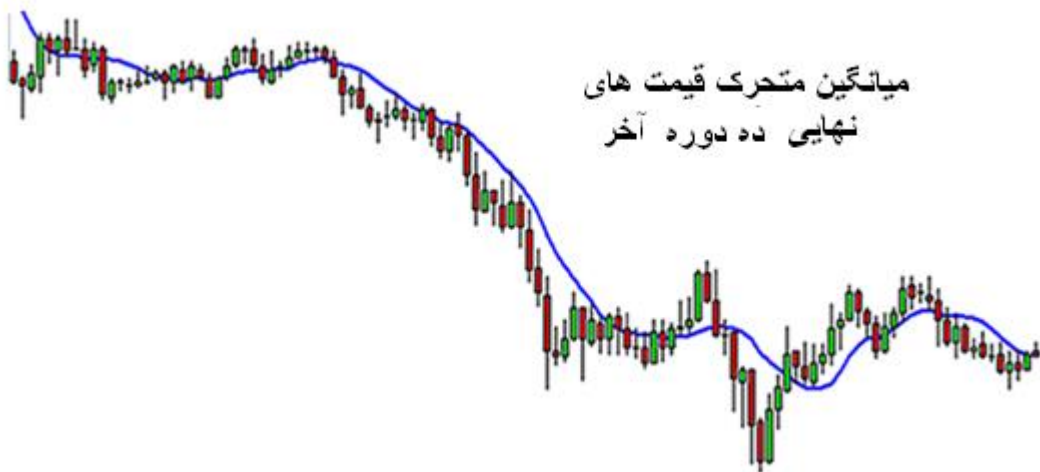 میانگین متحرک قیمت های
نهایی ده دوره آخر